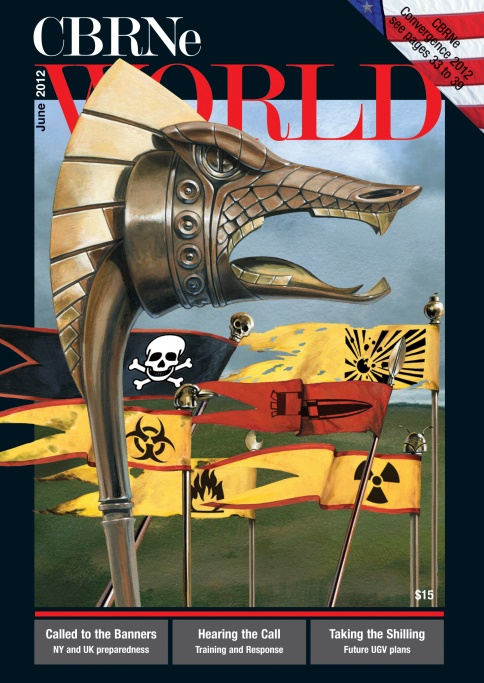 CBRNe
WORLD
June 2012
CBRNe
Convergence 2012
see pages 33 to 39
$15
Called to the Banners
NY and UK preparedness
Hearing the Call
Training and Response
Taking the Shilling
Future UGV plans